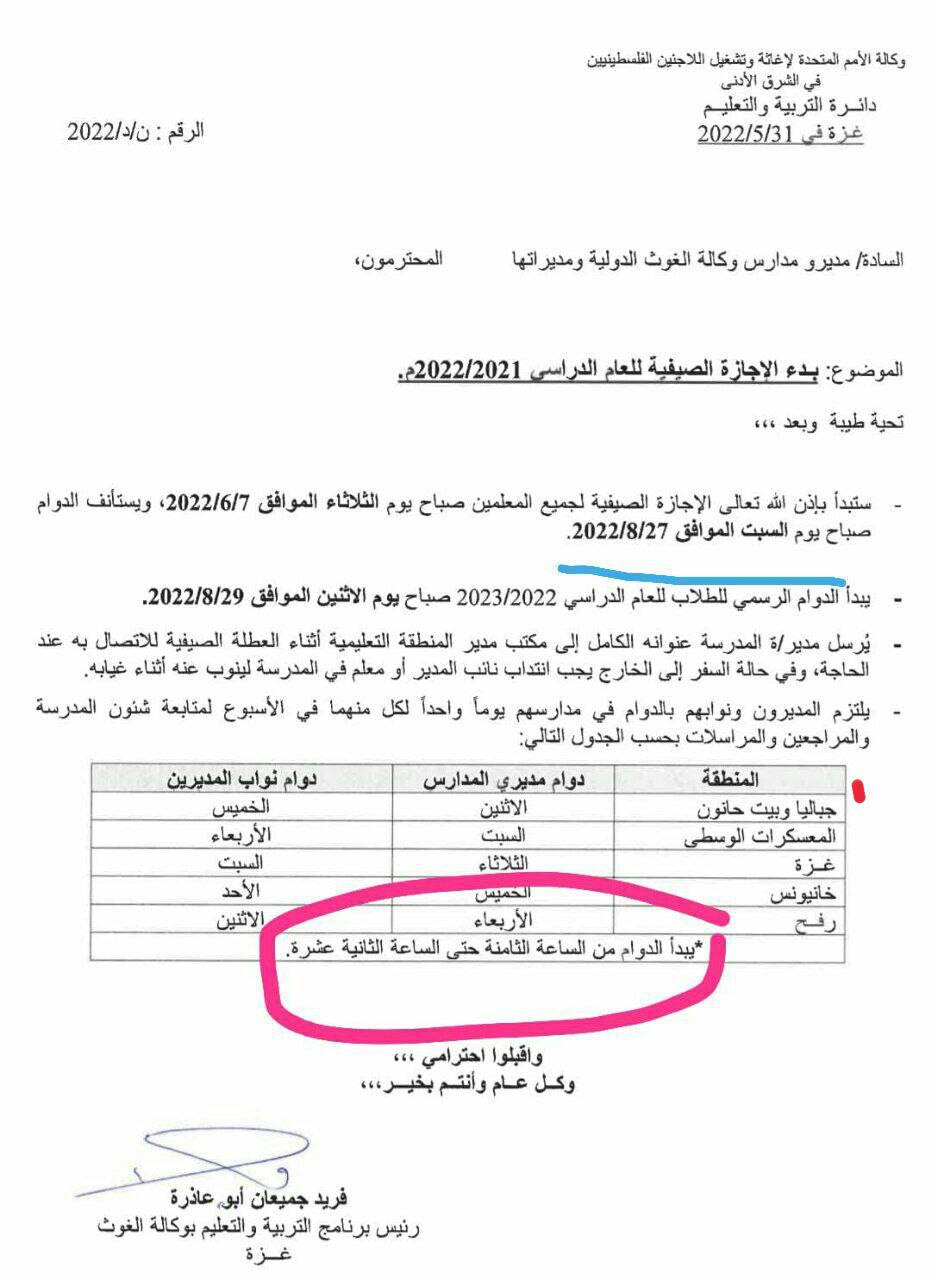 وكالة الأمم المتحدة لإغاثة وتشغيل اللاجئين الفلسطينيين
في الشرق الأدنى
دائـرة التربية والتعليـم
غـزة في 2022/5/31
الرقم : ن/د/2022
السادة/ مديرو مدارس وكالة الغوث الدولية ومديراتها المحترمون،
الموضوع: بـدء الإجازة الصيفية للعام الدراسي 2022/2021م.
تحية طيبة وبعد ،،،
- ستبدأ بإذن الله تعالى الإجازة الصيفية لجميع المعلمين صباح يوم الثلاثاء الموافق 2022/6/7، ويستأنف الدوام
صباح يوم السبت الموافق 2022/8/27.
- يبدأ الدوام الرسمي للطلاب للعام الدراسي 2023/2022 صباح يوم الاثنين الموافق 2022/8/29.
- يُرسل مدير/ة المدرسة عنوانه الكامل إلى مكتب مدير المنطقة التعليمية أثناء العطلة الصيفية للاتصال به عند
الحاجة، وفي حالة السفر إلى الخارج يجب انتداب نائب المدير أو معلم في المدرسة لينوب عنه أثناء غيابه.
- يلتزم المديرون ونوابهم بالدوام في مدارسهم يوماً واحداً لكل منهما في الأسبوع لمتابعة شئون المدرسة
والمراجعين والمراسلات بحسب الجدول التالي:
المنطقة دوام مديري المدارس دوام نواب المديرين
جباليا وبيت حانون الاثنين الخميس
المعسكرات الوسطى السبت الأربعاء
غـزة الثلاثاء السبت
خانيونس الخميس الأحد
رفـح الأربعاء الاثنين
*يبدأ الدوام من الساعة الثامنة حتى الساعة الثانية عشرة.
واقبلوا احترامي ،،،
وكـل عـام وأنتـم بخيـر،،،
فريد جميعان أبو عاذرة
رئيس برنامج التربية والتعليم بوكالة الغوث
غـزة